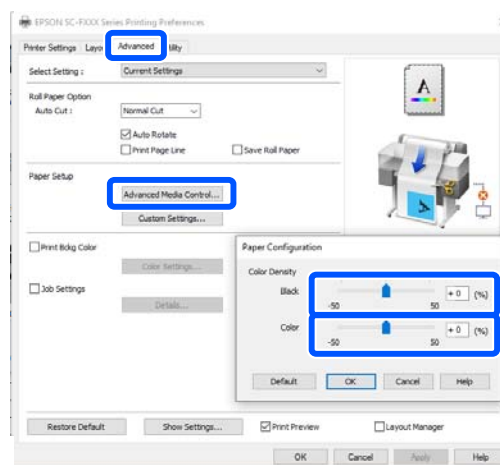 EPSON SC-FXXX Series Printing Preferences
Printer Settings Layo Advanced ility
Select Setting : Current Settings
Roll Paper Option
Auto Cut : Normal Cut
Auto Rotate
Print Page Line Save Roll Paper
Paper Setup
Advanced Media Control...
Custom Settings...
Print Bckg Color
Color Settings...
Job Settings
Details...
A
A
Paper Configuration
Color Density
Black + 0 (%)
-50 50
Color + 0 (%)
-50 50
Default OK Cancel Help
Restore Default Show Settings... Print Preview Layout Manager
OK Cancel Apply Help